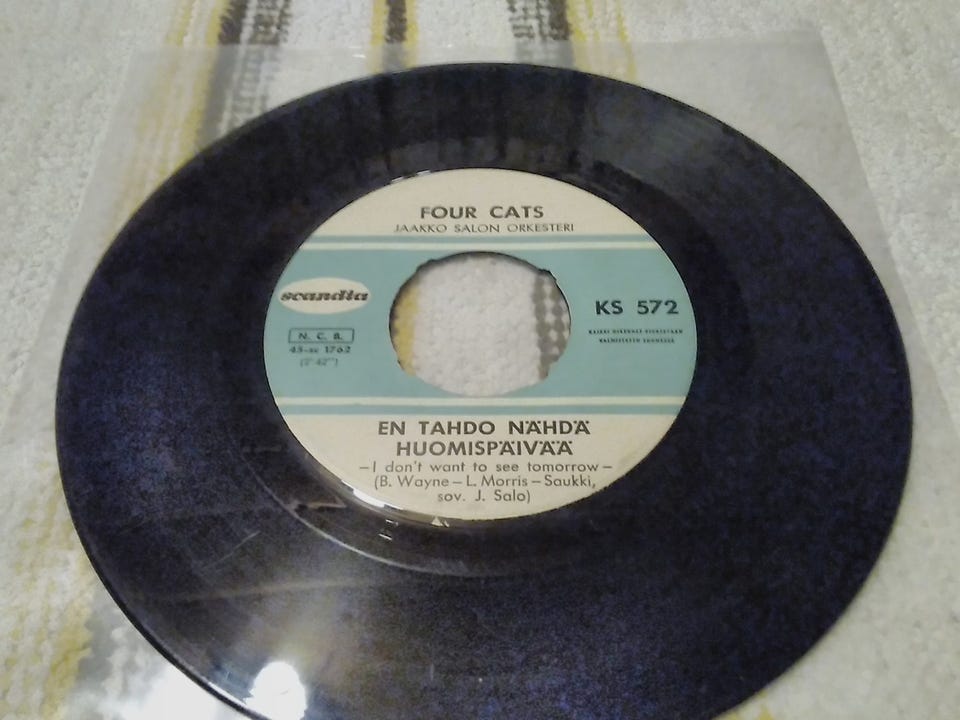 FOUR CATS
JAAKKO SALON ORKESTERI
scandia
KS 572
N. C. B.
45-sc 1762
(2'42")
EN TAHDO NÄHDÄ
HUOMISPÄIVÄÄ
—I don't want to see tomorrow—
(B. Wayne—L. Morris—Saukki,
sov. J. Salo)